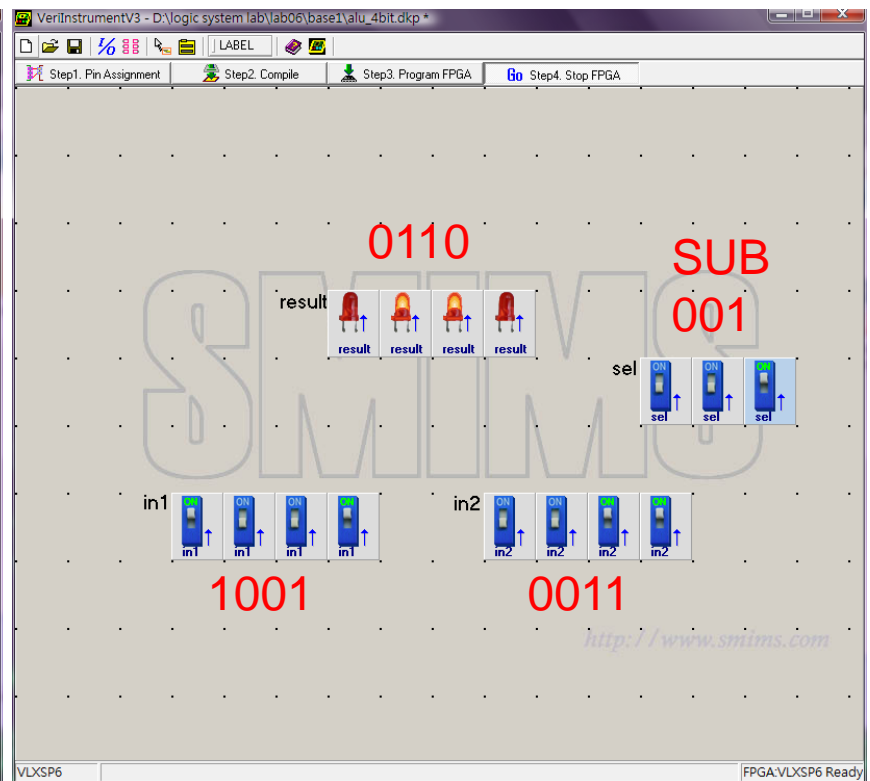 VeriInstrumentV3 - D:\logic system lab\lab06\base1\alu_4bit.dkp *
I/O LABEL
Step1. Pin Assignment Step2. Compile Step3. Program FPGA Go Step4. Stop FPGA
SMIMS
0110
SUB
001
result
result result result result
sel
ON ON ON
sel sel sel
in1 ON ON ON ON in2 ON ON ON ON
in1 in1 in1 in1 in2 in2 in2 in2
1001 0011
http://www.smims.com
VLXSP6 FPGA:VLXSP6 Ready